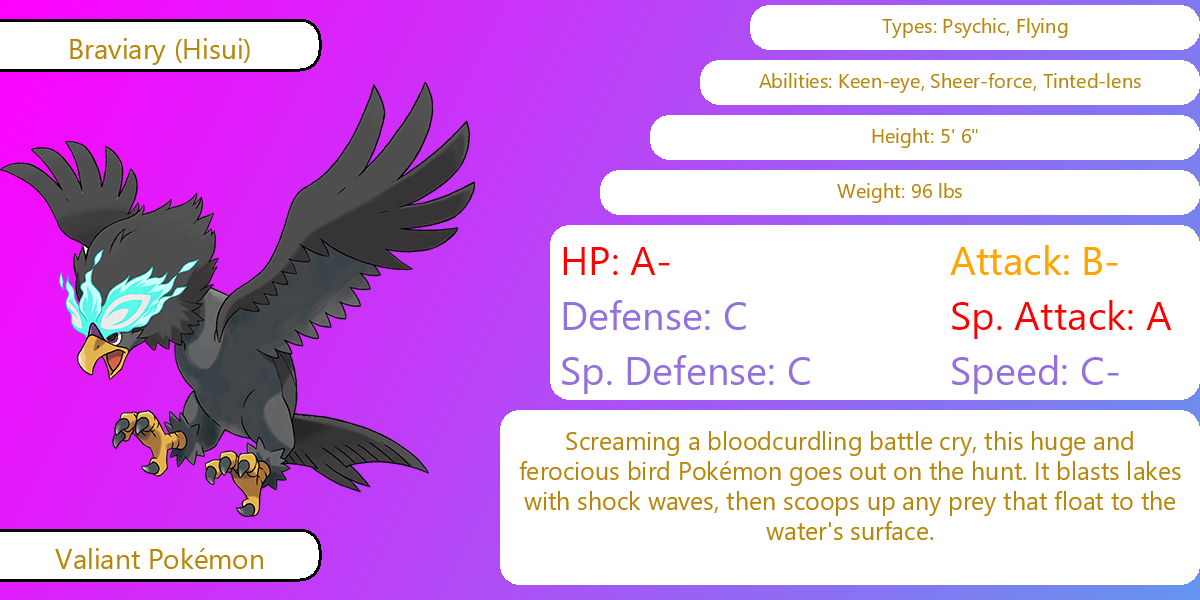 Braviary (Hisui)
Types: Psychic, Flying
Abilities: Keen-eye, Sheer-force, Tinted-lens
Height: 5' 6"
Weight: 96 lbs
HP: A-
Attack: B-
Defense: C
Sp. Attack: A
Sp. Defense: C
Speed: C-
Screaming a bloodcurdling battle cry, this huge and
ferocious bird Pokémon goes out on the hunt. It blasts lakes
with shock waves, then scoops up any prey that float to the
water's surface.
Valiant Pokémon